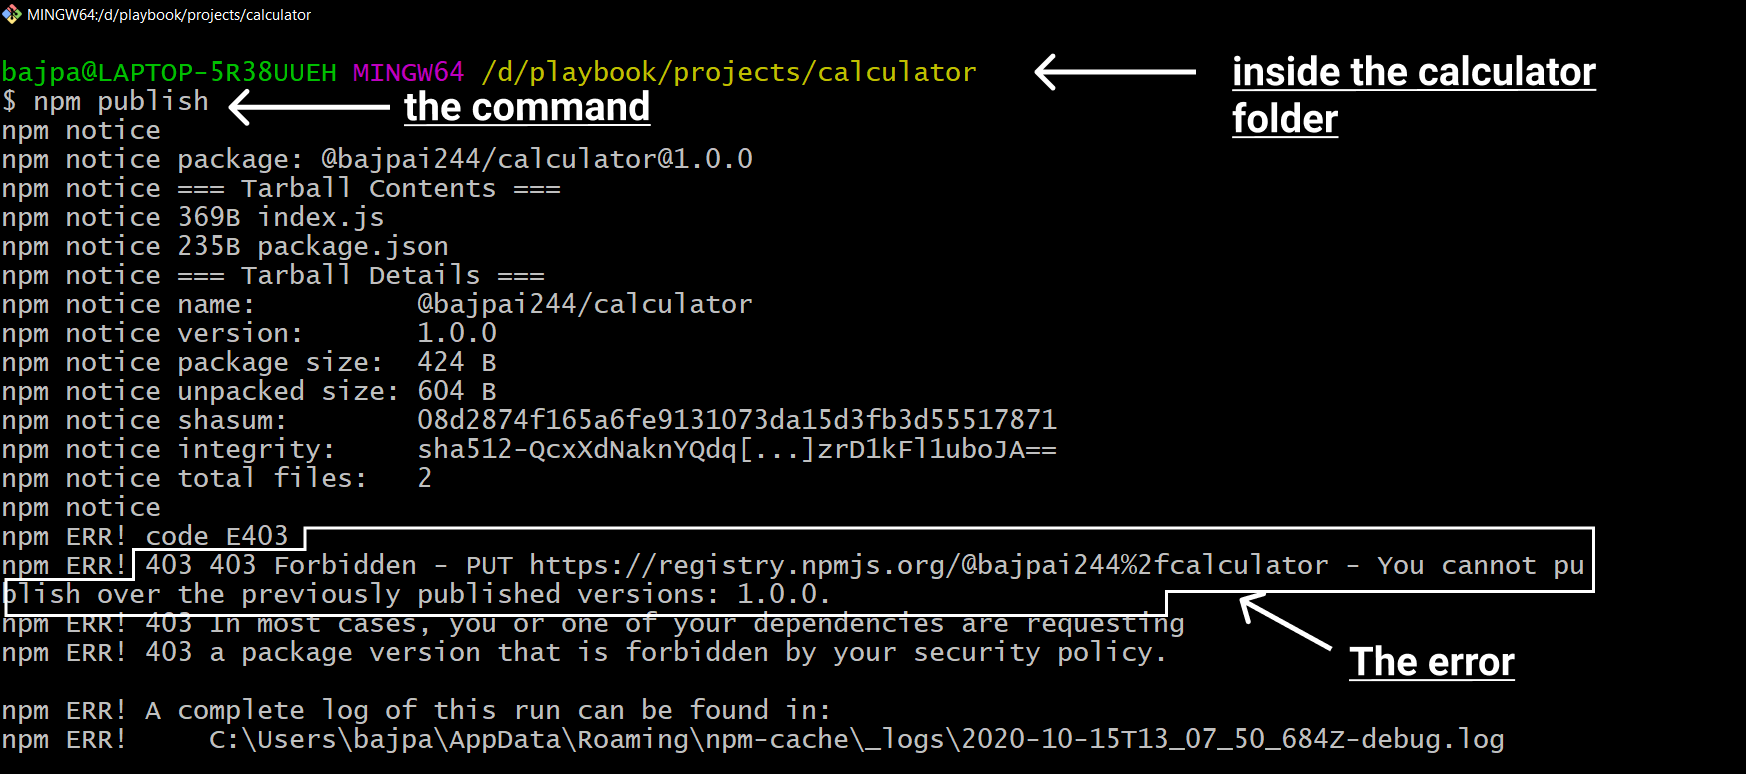 MINGW64:/d/playbook/projects/calculator
bajpa@LAPTOP-5R38UUEH MINGW64 /d/playbook/projects/calculator
inside the calculator
folder
$ npm publish
the command
npm notice
npm notice package: @bajpai244/calculator@1.0.0
npm notice === Tarball Contents ===
npm notice 369B index.js
npm notice 235B package.json
npm notice === Tarball Details ===
npm notice name:          @bajpai244/calculator
npm notice version:       1.0.0
npm notice package size:  424 B
npm notice unpacked size: 604 B
npm notice shasum:        08d2874f165a6fe9131073da15d3fb3d55517871
npm notice integrity:     sha512-QcxXdNaknYQdq[...]zrD1kFl1uboJA==
npm notice total files:   2
npm notice
npm ERR! code E403
npm ERR! 403 403 Forbidden - PUT https://registry.npmjs.org/@bajpai244%2fcalculator - You cannot pu
blish over the previously published versions: 1.0.0.
npm ERR! 403 In most cases, you or one of your dependencies are requesting
npm ERR! 403 a package version that is forbidden by your security policy.
The error
npm ERR! A complete log of this run can be found in:
npm ERR!     C:\Users\bajpa\AppData\Roaming\npm-cache\_logs\2020-10-15T13_07_50_684Z-debug.log